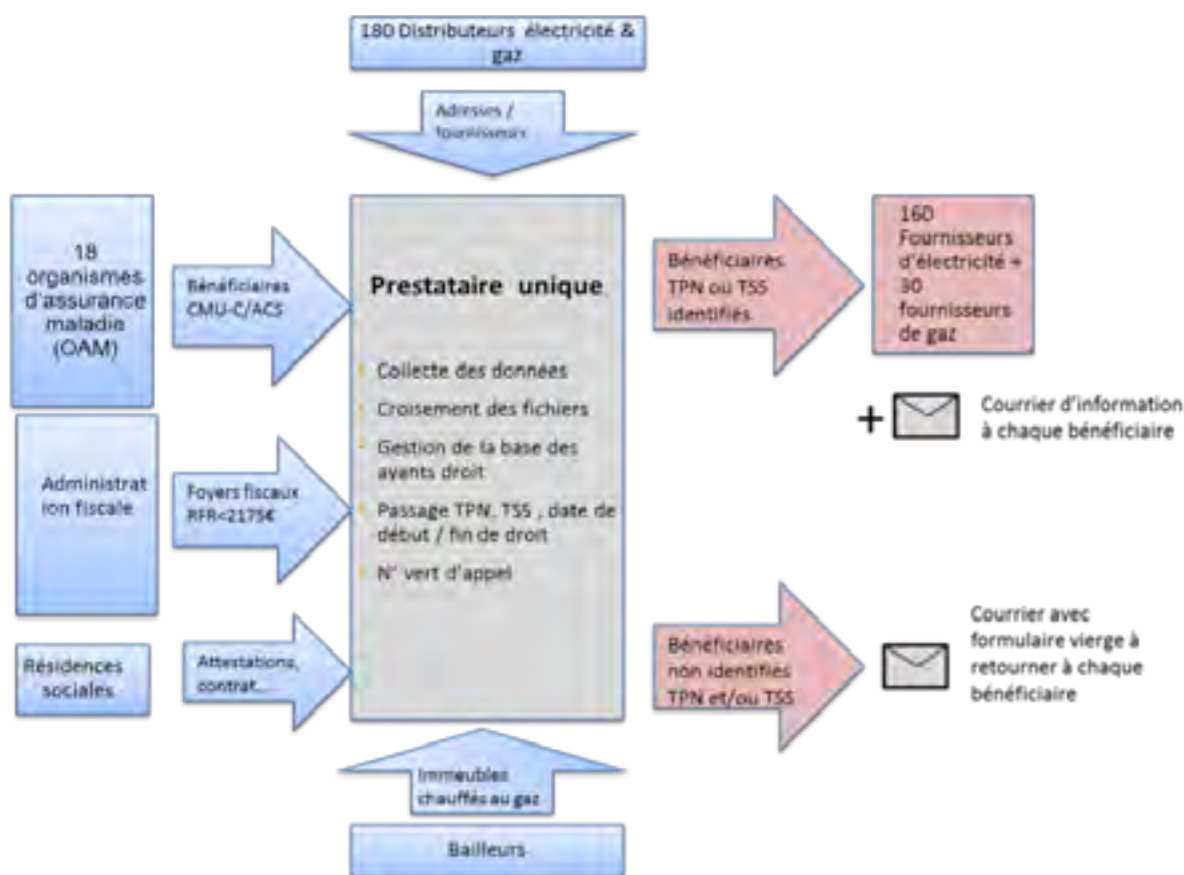 180 Distributeurs électricité &
gaz
Adresses /
fournisseurs
18
organismes
d'assurance
maladie
(OAM)
Bénéficiaires
CMU-C/ACS
Administrat
ion fiscale
Foyers fiscaux
RFR<2175€
Résidences
sociales
Attestations,
contrat...
Prestataire unique
Collecte des données
Croisement des fichiers
Gestion de la base des
ayants droit
Passage TPN, TSS , date de
début / fin de droit
N° vert d'appel
Bénéficiaires
TPN ou TSS
identifiés
160
Fournisseurs
d'électricité +
30
fournisseurs
de gaz
+
Courrier d'information
à chaque bénéficiaire
Bénéficiaires
non identifiés
TPN et/ou TSS
Courrier avec
formulaire vierge à
retourner à chaque
bénéficiaire
Immeubles
chauffés au gaz
Bailleurs